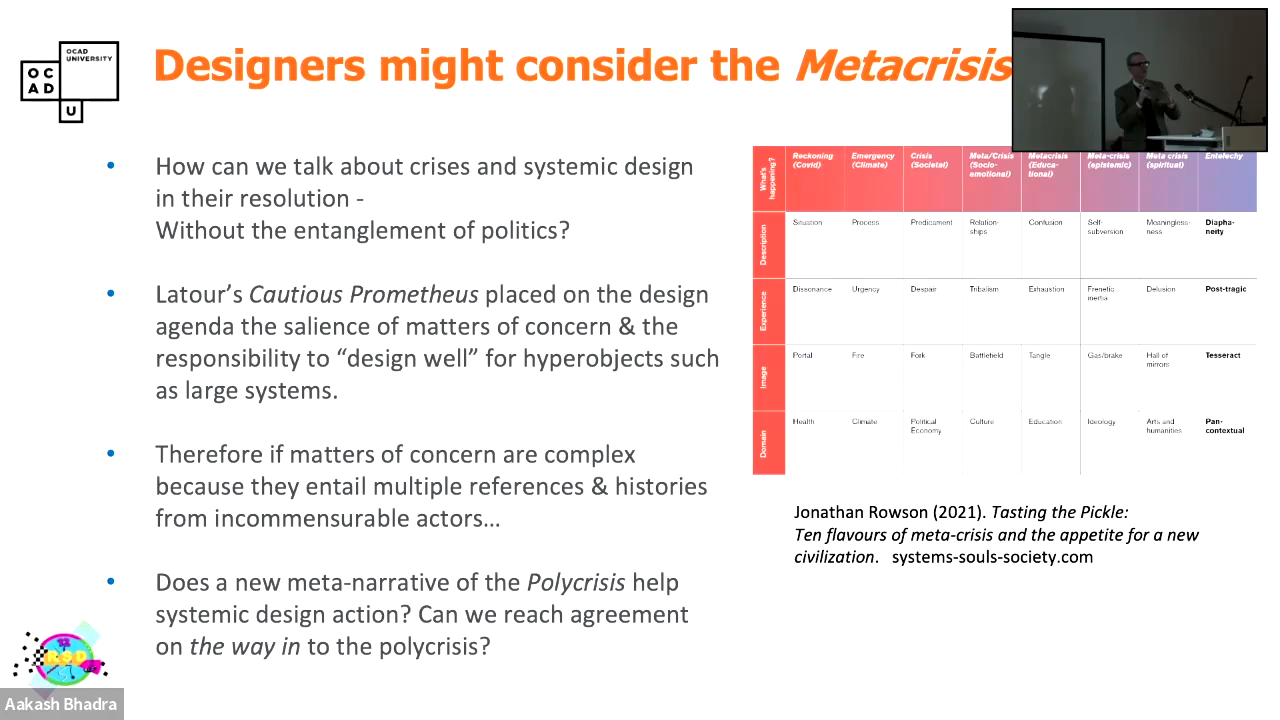 OCAD
UNIVERSITY
O C
A D
U
Designers might consider the Metacrisis
• How can we talk about crises and systemic design
in their resolution -
Without the entanglement of politics?
• Latour’s Cautious Prometheus placed on the design
agenda the salience of matters of concern & the
responsibility to “design well” for hyperobjects such
as large systems.
• Therefore if matters of concern are complex
because they entail multiple references & histories
from incommensurable actors…
• Does a new meta-narrative of the Polycrisis help
systemic design action? Can we reach agreement
on the way in to the polycrisis?
What's
happening?
Reckoning
(Covid)
Emergency
(Climate)
Crisis
(Societal)
Meta/Crisis
(Socio-
emotional)
Metacrisis
(Educa-
tional)
Meta-crisis
(epistemic)
Meta crisis
(spiritual)
Entelechy
Description
Situation
Process
Predicament
Relation-
ships
Confusion
Self-
subversion
Meaningless-
ness
Diapha-
neity
Experience
Dissonance
Urgency
Despair
Tribalism
Exhaustion
Frenetic
inertia
Delusion
Post-tragic
Image
Portal
Fire
Fork
Battlefield
Tangle
Gas/brake
Hall of
mirrors
Tesseract
Domain
Health
Climate
Political
Economy
Culture
Education
Ideology
Arts and
humanities
Pan-
contextual
Jonathan Rowson (2021). Tasting the Pickle:
Ten flavours of meta-crisis and the appetite for a new
civilization. systems-souls-society.com
RSD
Aakash Bhadra